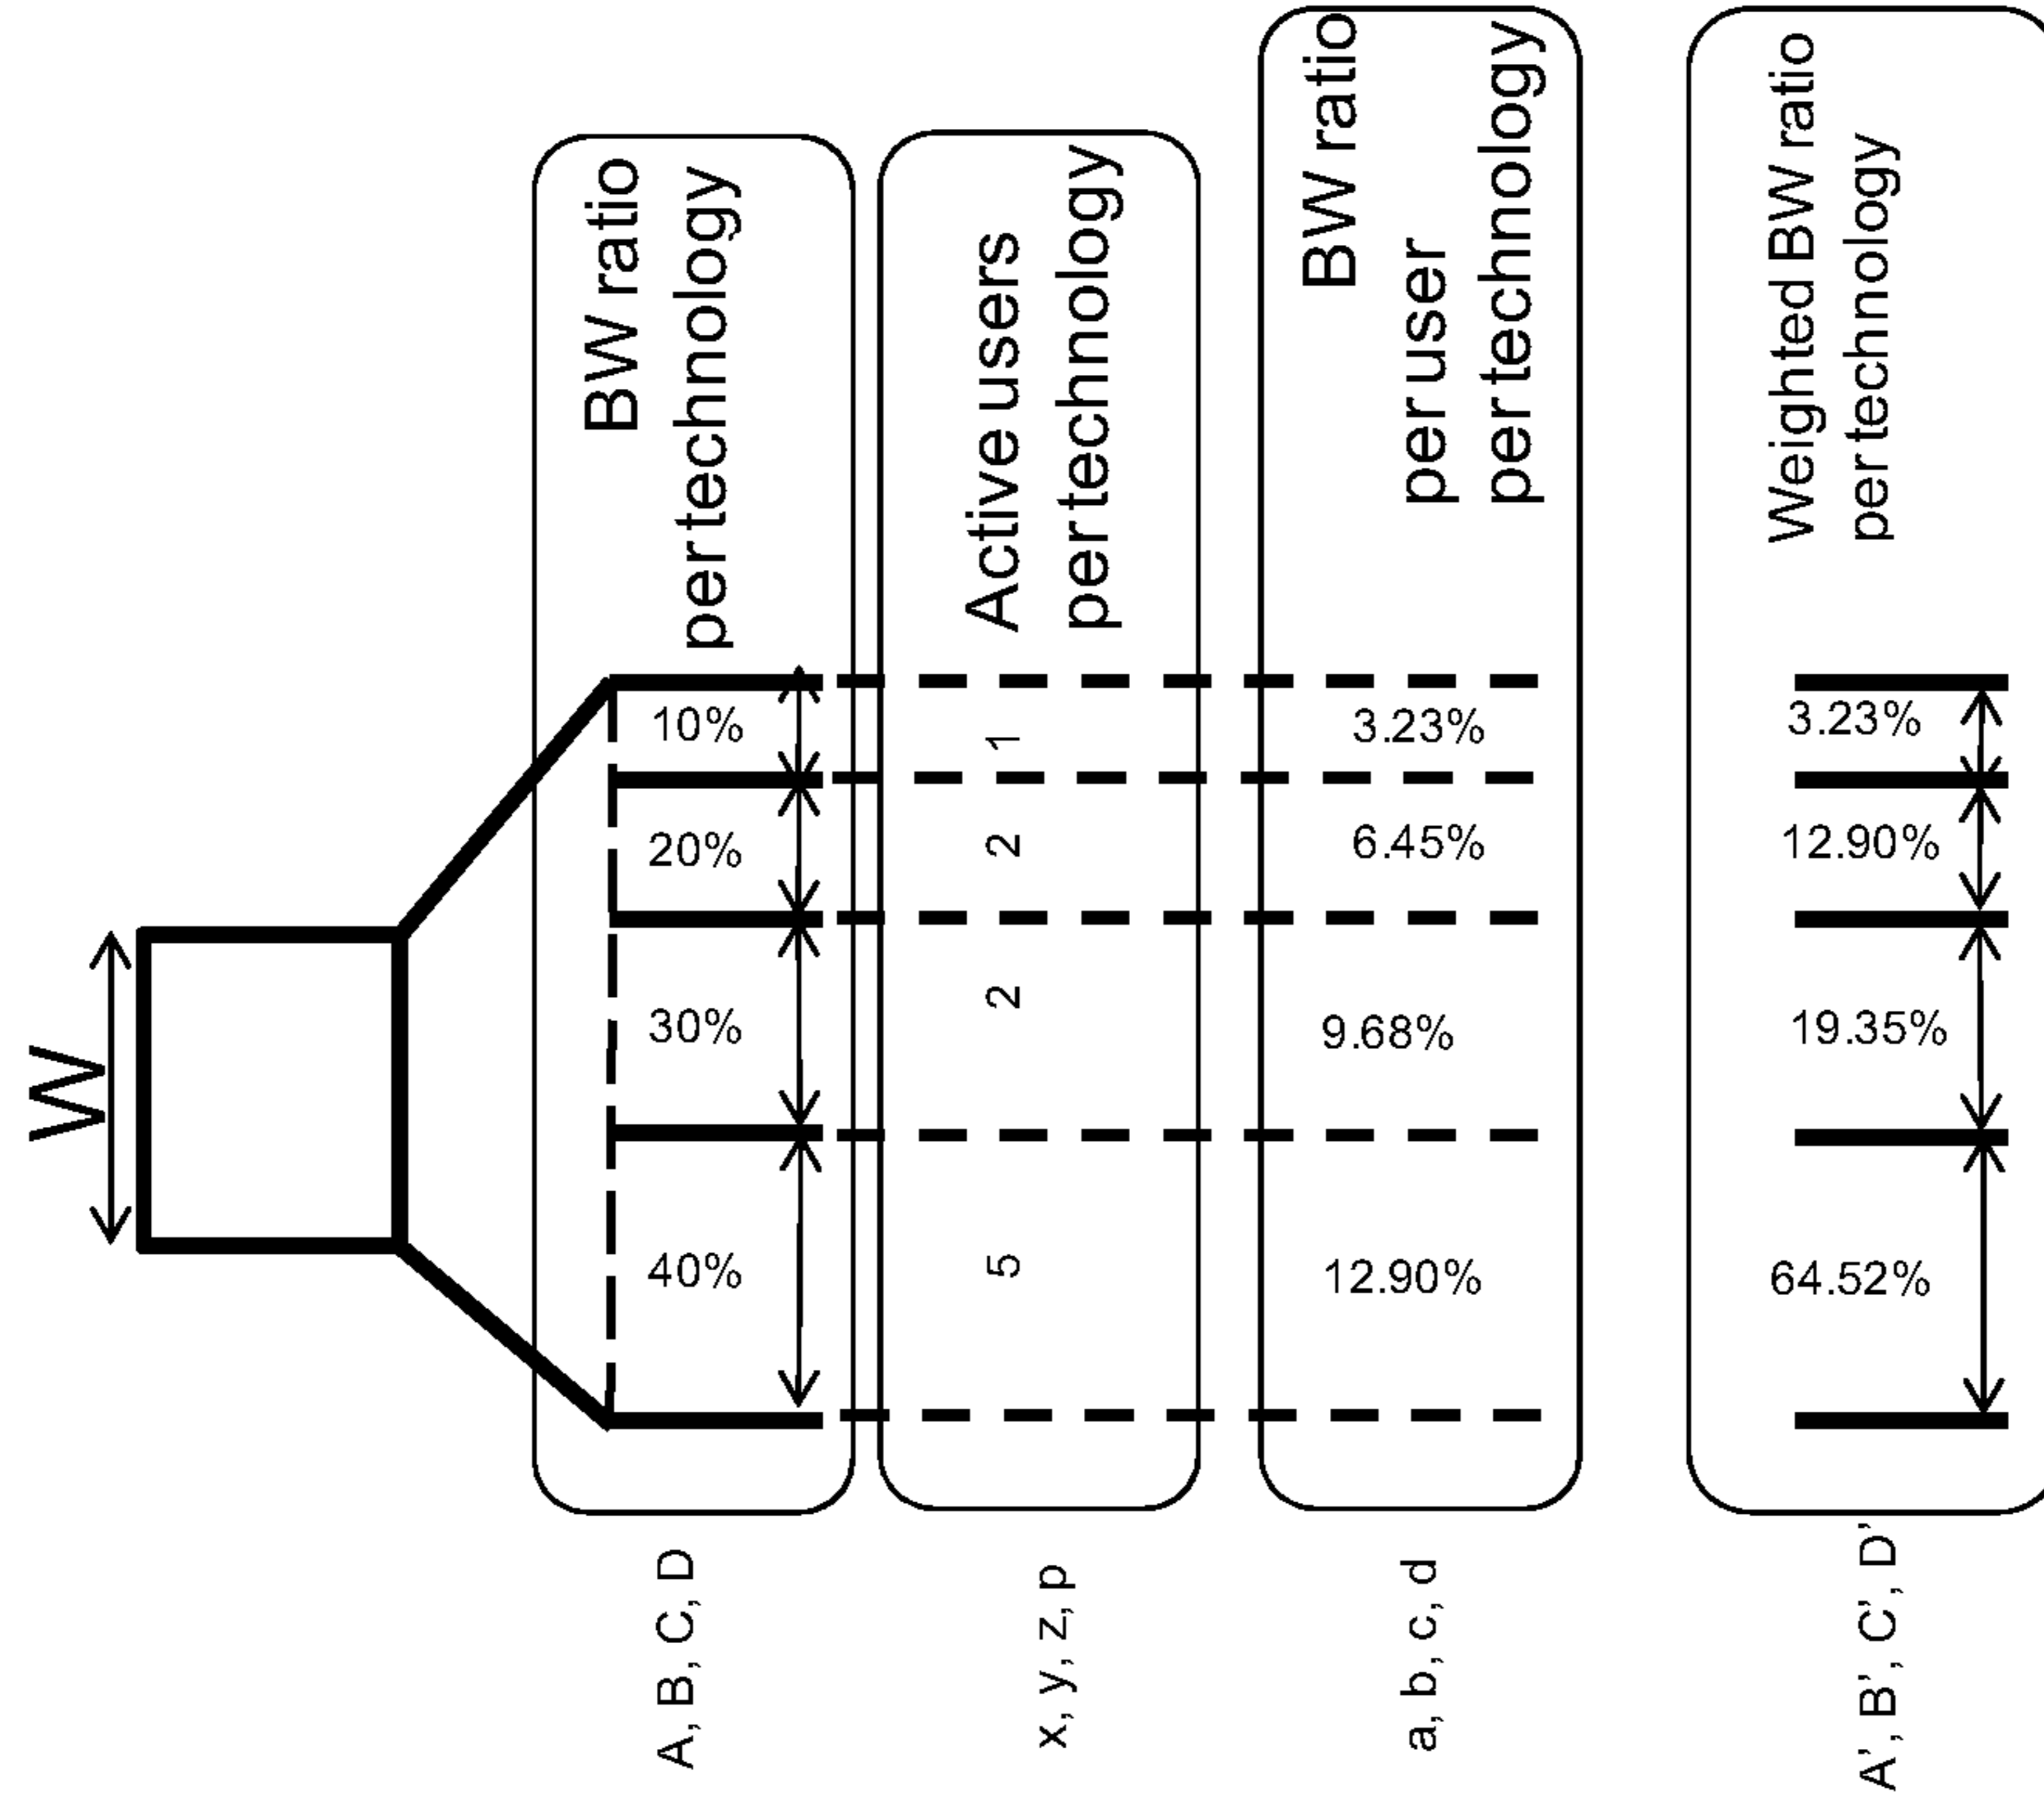 W
A, B, C, D
40%
30%
20%
10%
BW ratio
per technology
x, y, z, p
5
2
2
1
Active users
per technology
a, b, c, d
12.90%
9.68%
6.45%
3.23%
BW ratio
per user
per technology
A', B', C', D'
64.52%
19.35%
12.90%
3.23%
Weighted BW ratio
per technology